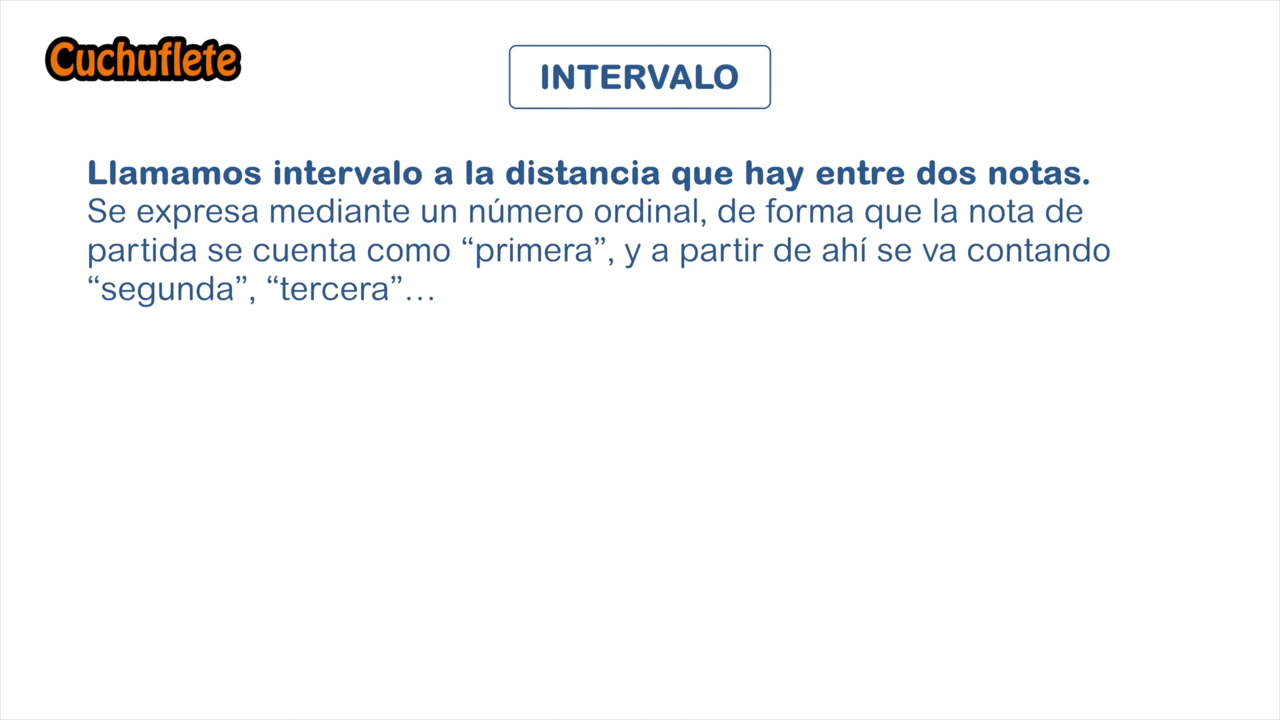 Cuchuflete
INTERVALO
Llamamos intervalo a la distancia que hay entre dos notas.
Se expresa mediante un número ordinal, de forma que la nota de
partida se cuenta como “primera”, y a partir de ahí se va contando
“segunda”, “tercera”…